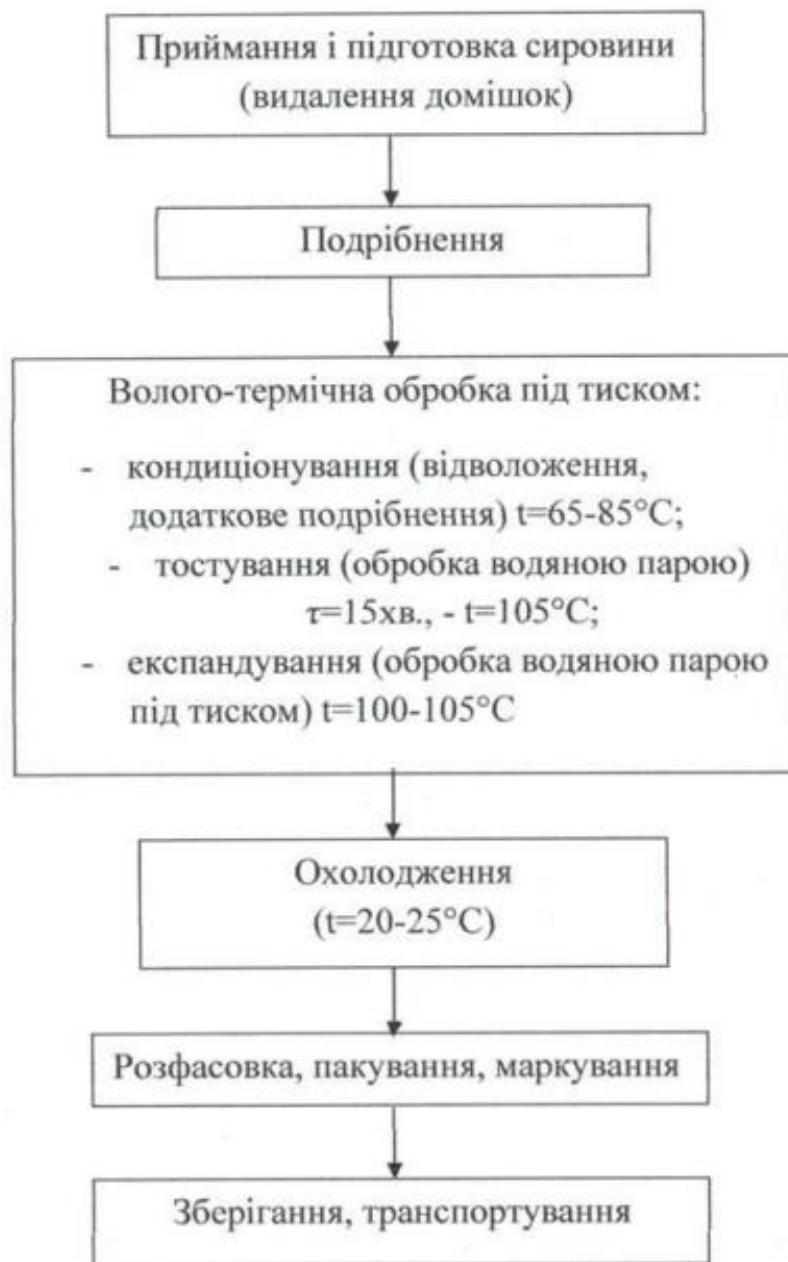 Приймання і підготовка сировини
(видалення домішок)
Подрібнення
Волого-термічна обробка під тиском:
- кондиціонування (відволоження,
додаткове подрібнення) t=65-85°С;
- тостування (обробка водяною парою)
τ=15хв., - t=105°С;
- експандування (обробка водяною парою
під тиском) t=100-105°С
Охолодження
(t=20-25°С)
Розфасовка, пакування, маркування
Зберігання, транспортування